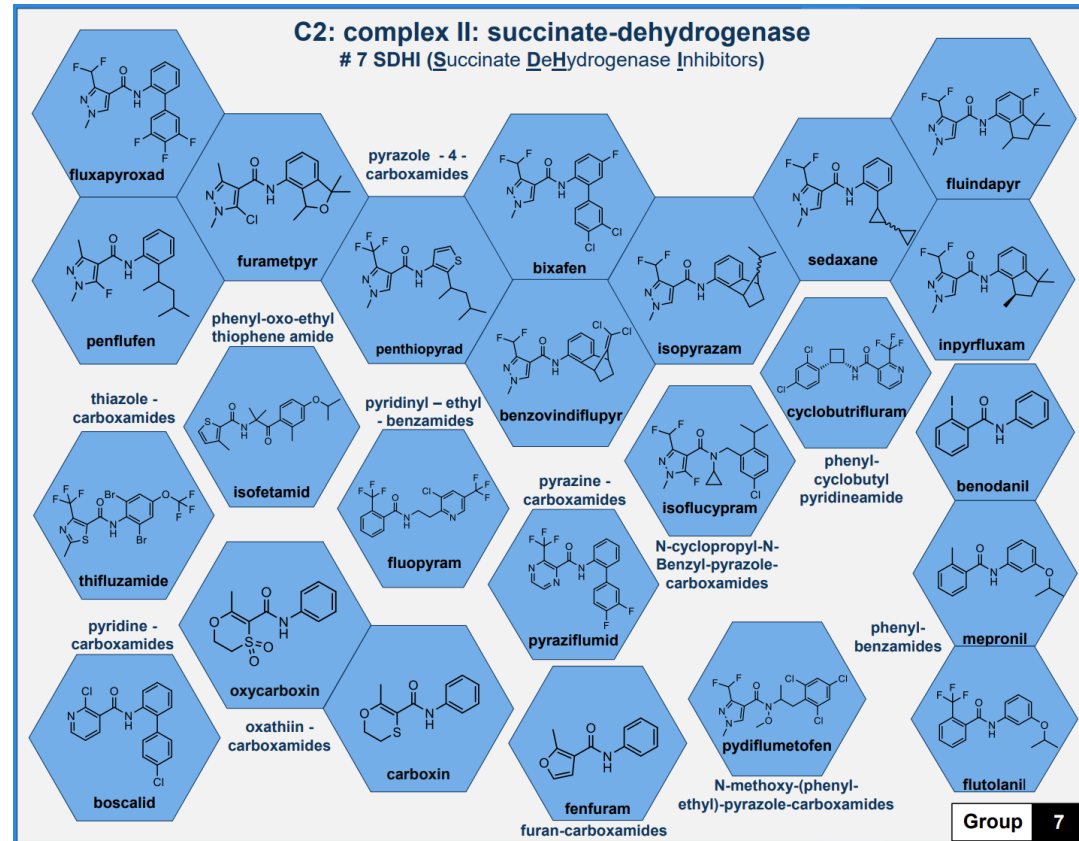 C2: complex II: succinate-dehydrogenase
# 7 SDHI (Succinate DeHydrogenase Inhibitors)
fluxapyroxad
furametpyr
pyrazole - 4 -
carboxamides
bixafen
sedaxane
fluindapyr
penflufen
phenyl-oxo-ethyl
thiophene amide
penthiopyrad
benzovindiflupyr
isopyrazam
inpyrfluxam
cyclobutrifluram
thiazole -
carboxamides
isofetamid
pyridinyl – ethyl
- benzamides
isoflucypram
phenyl-
cyclobutyl
pyridineamide
benodanil
thifluzamide
fluopyram
pyrazine -
carboxamides
N-cyclopropyl-N-
Benzyl-pyrazole-
carboxamides
pyraziflumid
pyridine -
carboxamides
oxycarboxin
phenyl-
benzamides
mepronil
boscalid
oxathiin -
carboxamides
carboxin
fenfuram
furan-carboxamides
pydiflumetofen
N-methoxy-(phenyl-
ethyl)-pyrazole-carboxamides
flutolanil
Group 7